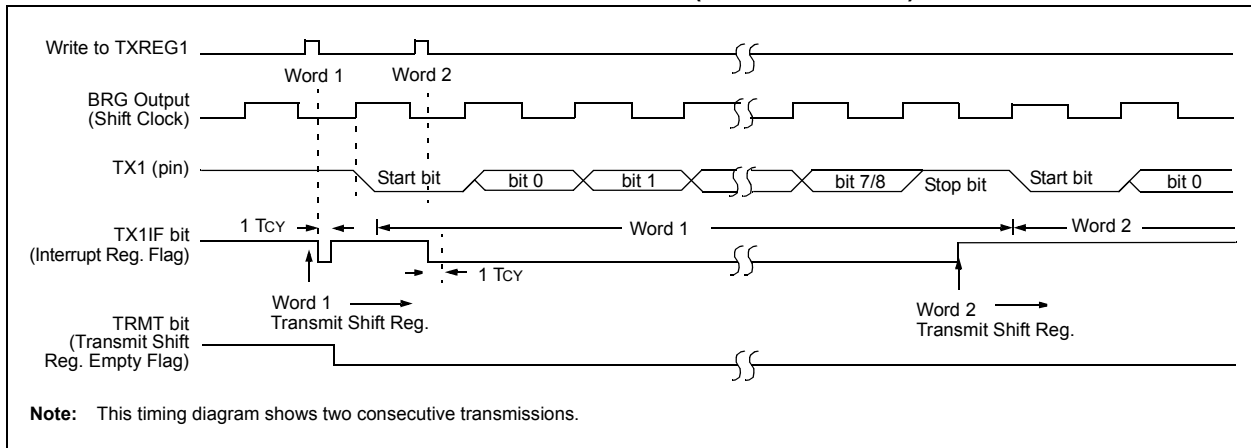 Write to TXREG1
Word 1
Word 2
BRG Output
(Shift Clock)
TX1 (pin)
Start bit
bit 0
bit 1
bit 7/8
Stop bit
Start bit
bit 0
1 TCY
Word 1
Word 2
TX1IF bit
(Interrupt Reg. Flag)
1 TCY
Word 1
Transmit Shift Reg.
Word 2
Transmit Shift Reg.
TRMT bit
(Transmit Shift
Reg. Empty Flag)
Note: This timing diagram shows two consecutive transmissions.